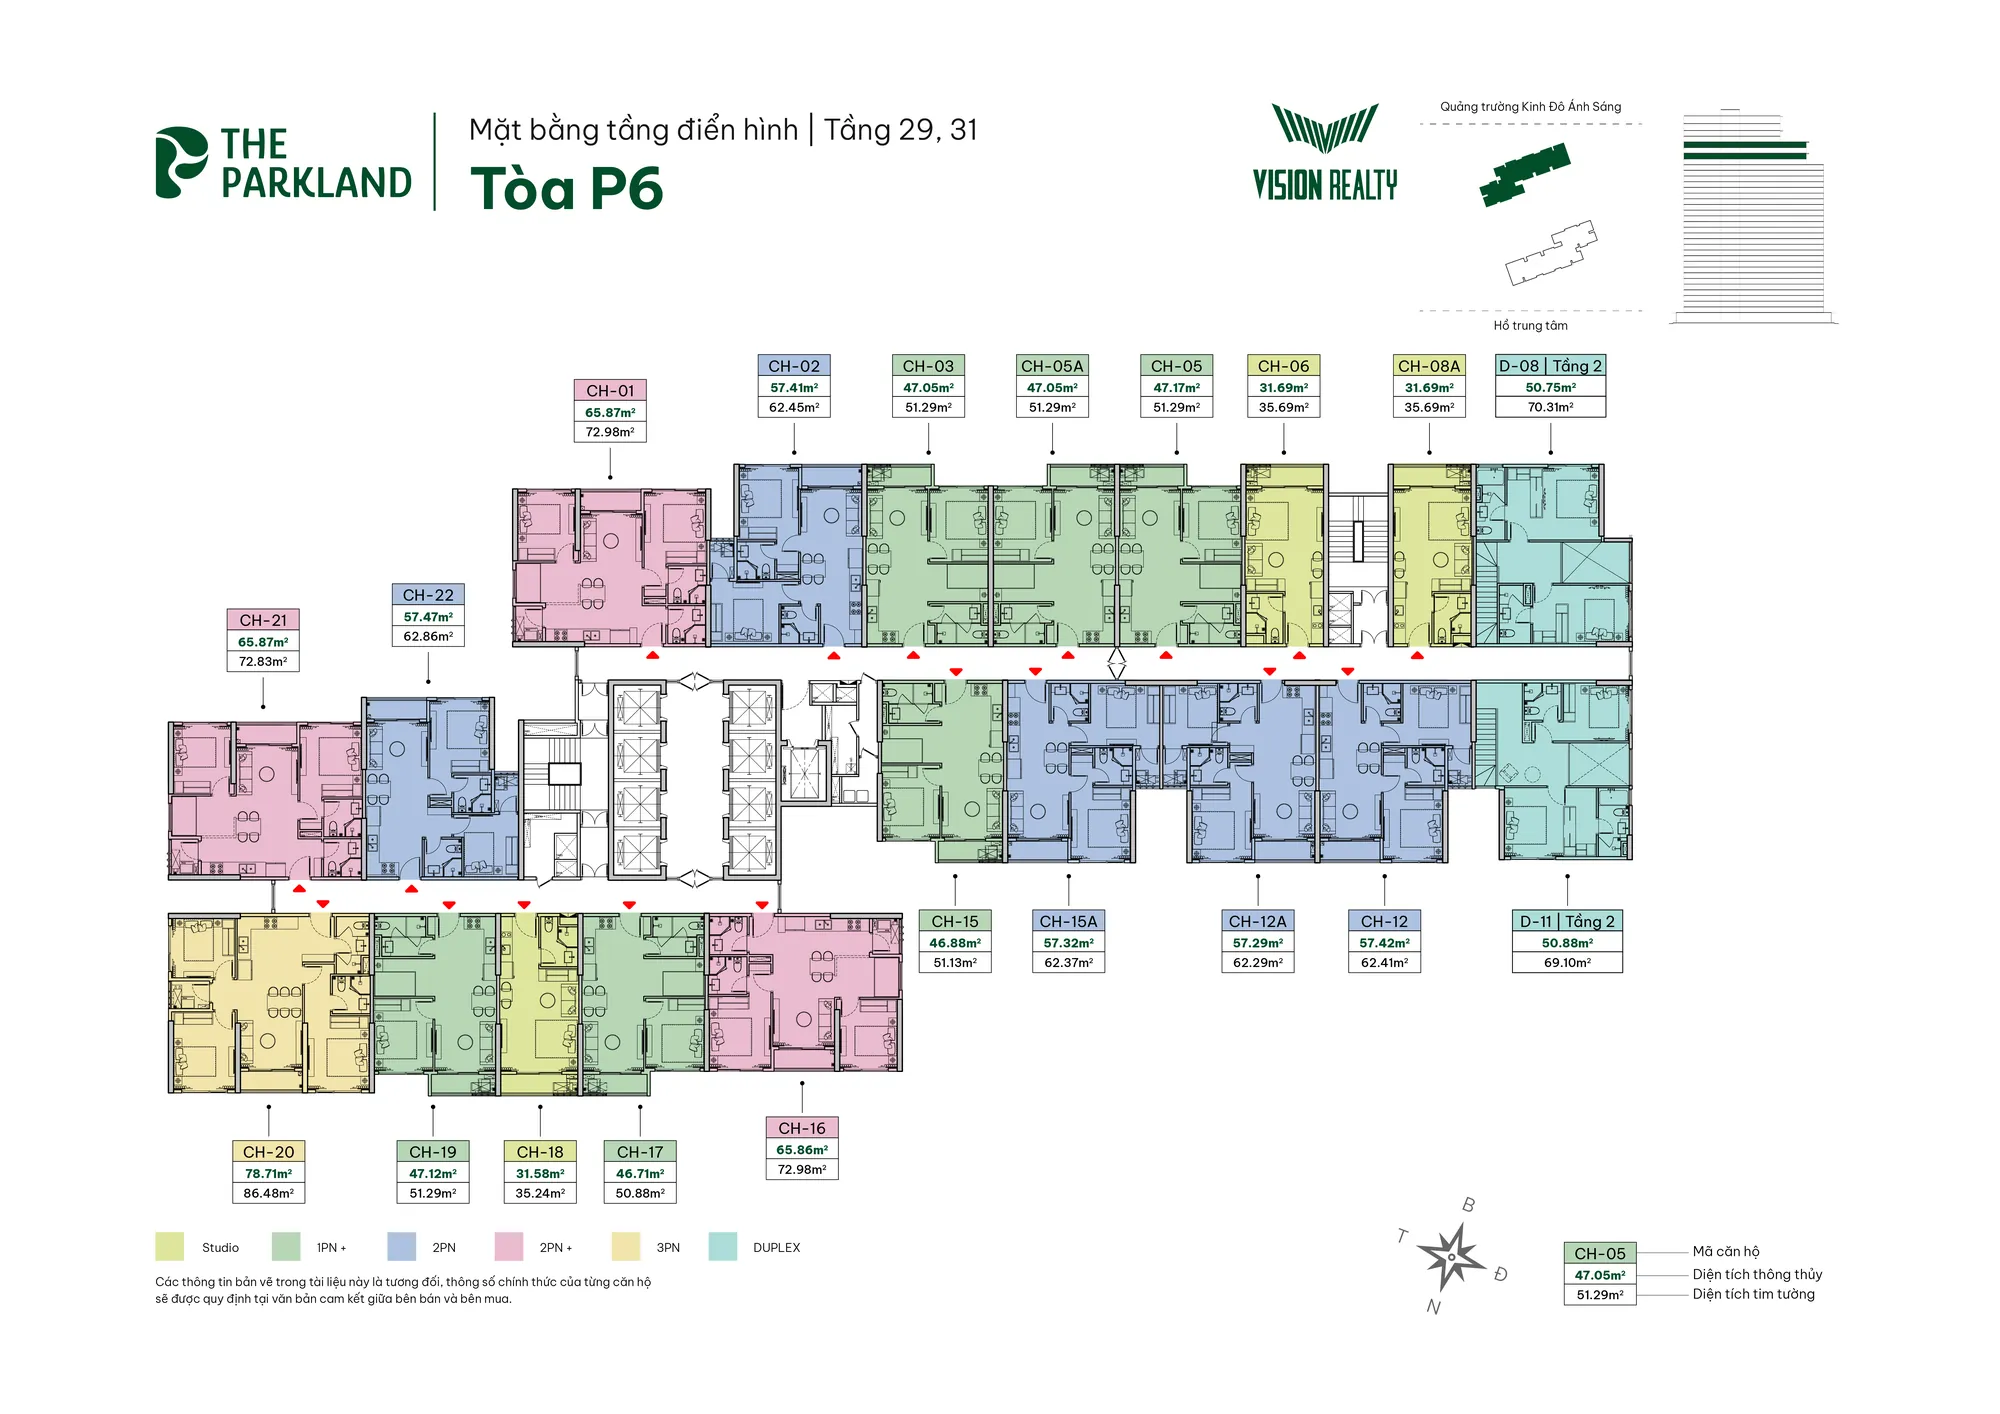 THE
PARKLAND
Mặt bằng tầng điển hình | Tầng 29, 31
Tòa P6
VISION REALTY
Quảng trường Kinh Đô Ánh Sáng
Hồ trung tâm
CH-01
65.87m²
72.98m²
CH-02
57.41m²
62.45m²
CH-03
47.05m²
51.29m²
CH-05A
47.05m²
51.29m²
CH-05
47.17m²
51.29m²
CH-06
31.69m²
35.69m²
CH-08A
31.69m²
35.69m²
D-08 | Tầng 2
50.75m²
70.31m²
CH-21
65.87m²
72.83m²
CH-22
57.47m²
62.86m²
CH-15
46.88m²
51.13m²
CH-15A
57.32m²
62.37m²
CH-12A
57.29m²
62.29m²
CH-12
57.42m²
62.41m²
D-11 | Tầng 2
50.88m²
69.10m²
CH-20
78.71m²
86.48m²
CH-19
47.12m²
51.29m²
CH-18
31.58m²
35.24m²
CH-17
46.71m²
50.88m²
CH-16
65.86m²
72.98m²
Studio
1PN +
2PN
2PN +
3PN
DUPLEX
Các thông tin bản vẽ trong tài liệu này là tương đối, thông số chính thức của từng căn hộ
sẽ được quy định tại văn bản cam kết giữa bên bán và bên mua.
B
T
Đ
N
CH-05 Mã căn hộ
47.05m² Diện tích thông thủy
51.29m² Diện tích tim tường